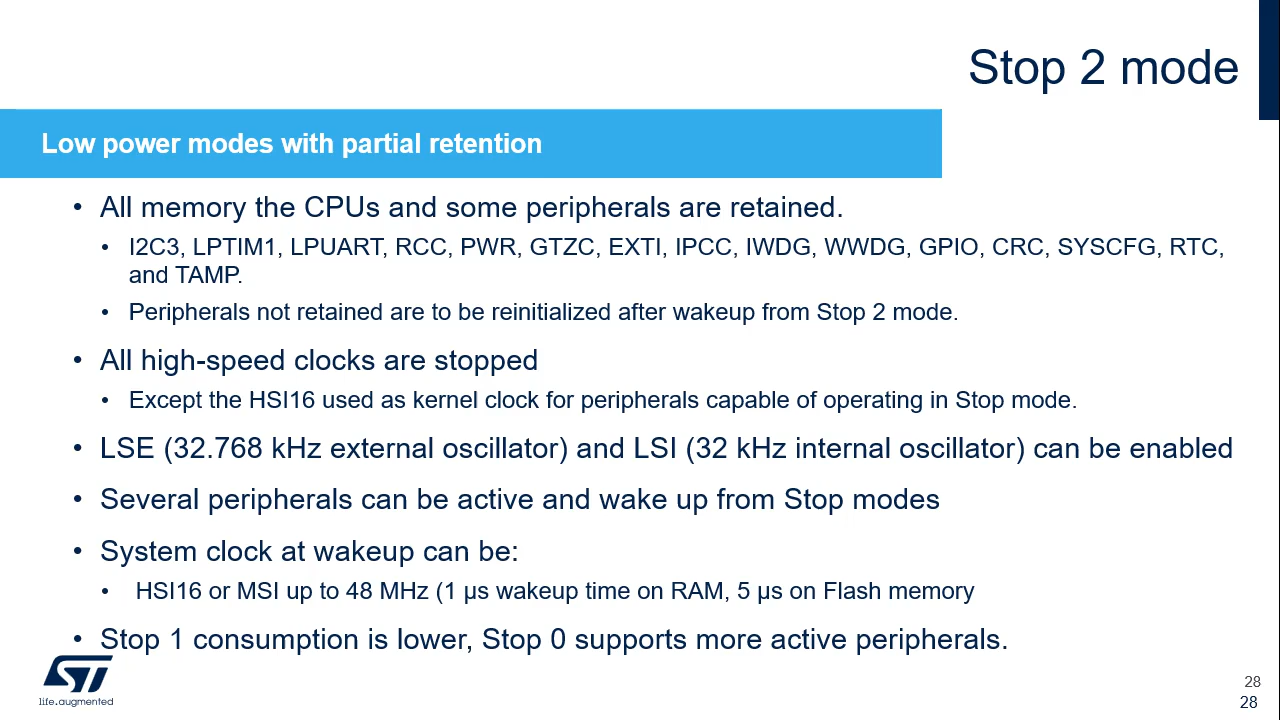 Stop 2 mode
Low power modes with partial retention
• All memory the CPUs and some peripherals are retained.
• I2C3, LPTIM1, LPUART, RCC, PWR, GTZC, EXTI, IPCC, IWDG, WWDG, GPIO, CRC, SYSCFG, RTC,
and TAMP.
• Peripherals not retained are to be reinitialized after wakeup from Stop 2 mode.
• All high-speed clocks are stopped
• Except the HSI16 used as kernel clock for peripherals capable of operating in Stop mode.
• LSE (32.768 kHz external oscillator) and LSI (32 kHz internal oscillator) can be enabled
• Several peripherals can be active and wake up from Stop modes
• System clock at wakeup can be:
• HSI16 or MSI up to 48 MHz (1 µs wakeup time on RAM, 5 µs on Flash memory
• Stop 1 consumption is lower, Stop 0 supports more active peripherals.
ST
life.augmented
28
28